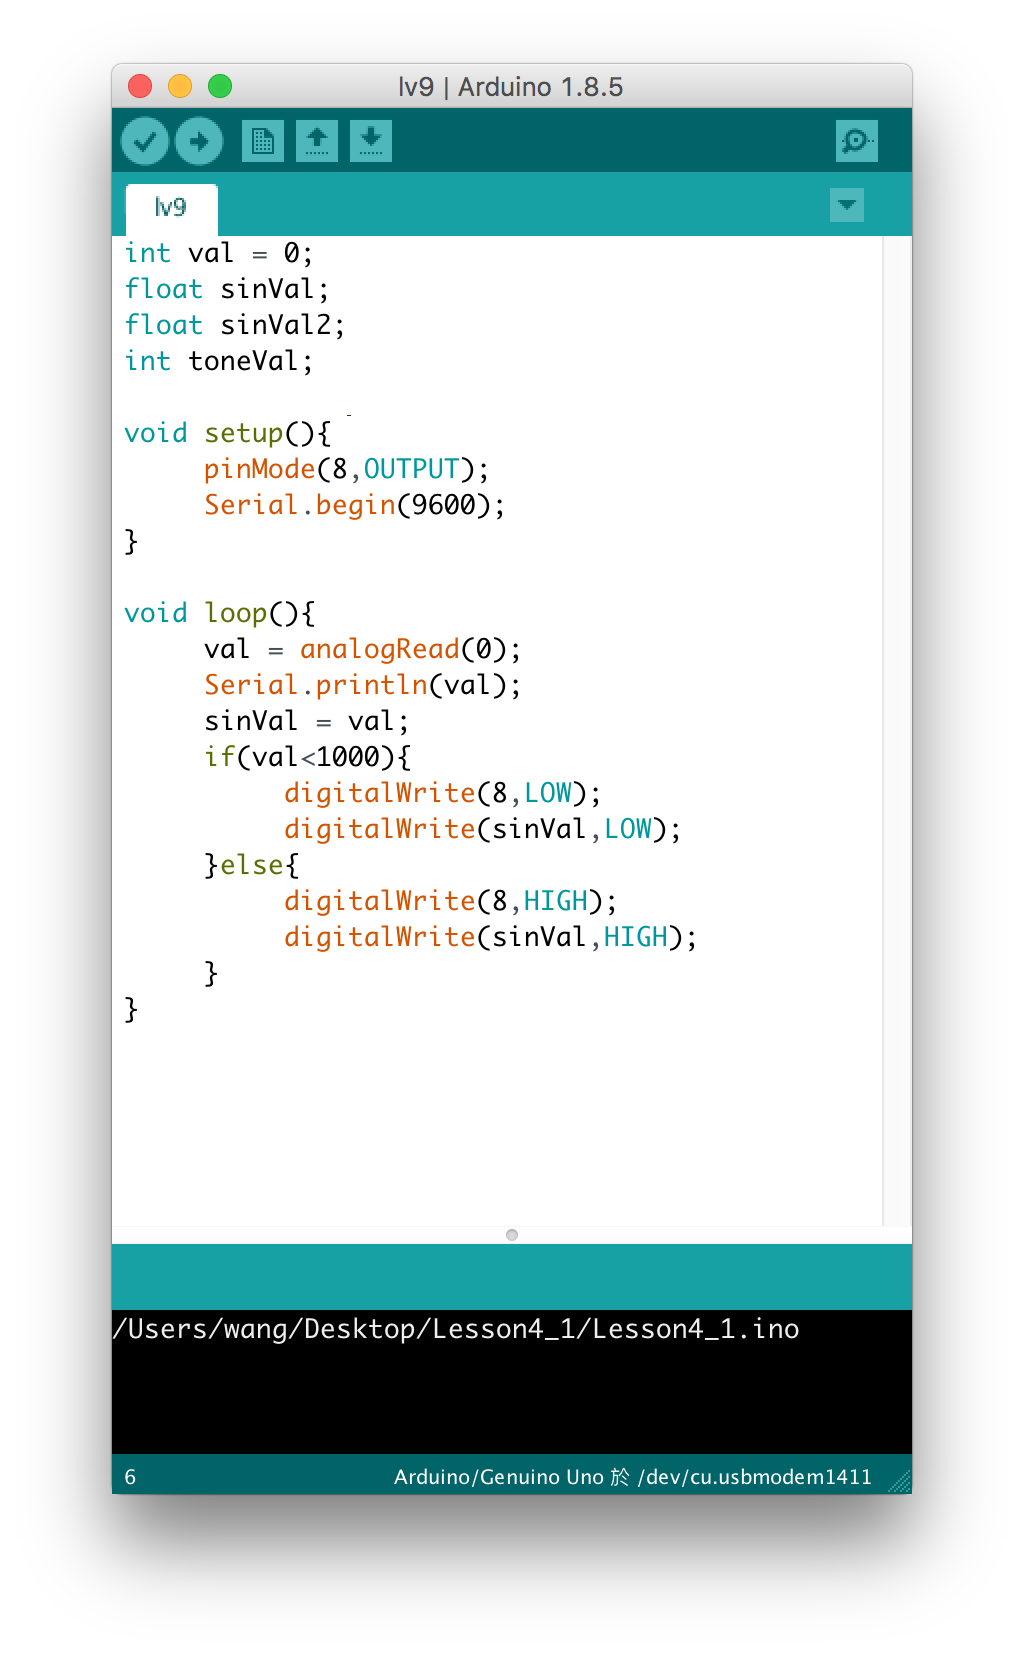 lv9 | Arduino 1.8.5
lv9
int val = 0;
float sinVal;
float sinVal2;
int toneVal;
void setup(){
pinMode(8,OUTPUT);
Serial.begin(9600);
}
void loop(){
val = analogRead(0);
Serial.println(val);
sinVal = val;
if(val<1000){
digitalWrite(8,LOW);
digitalWrite(sinVal,LOW);
}else{
digitalWrite(8,HIGH);
digitalWrite(sinVal,HIGH);
}
}
/Users/wang/Desktop/Lesson4_1/Lesson4_1.ino
6 Arduino/Genuino Uno 於 /dev/cu.usbmodem1411